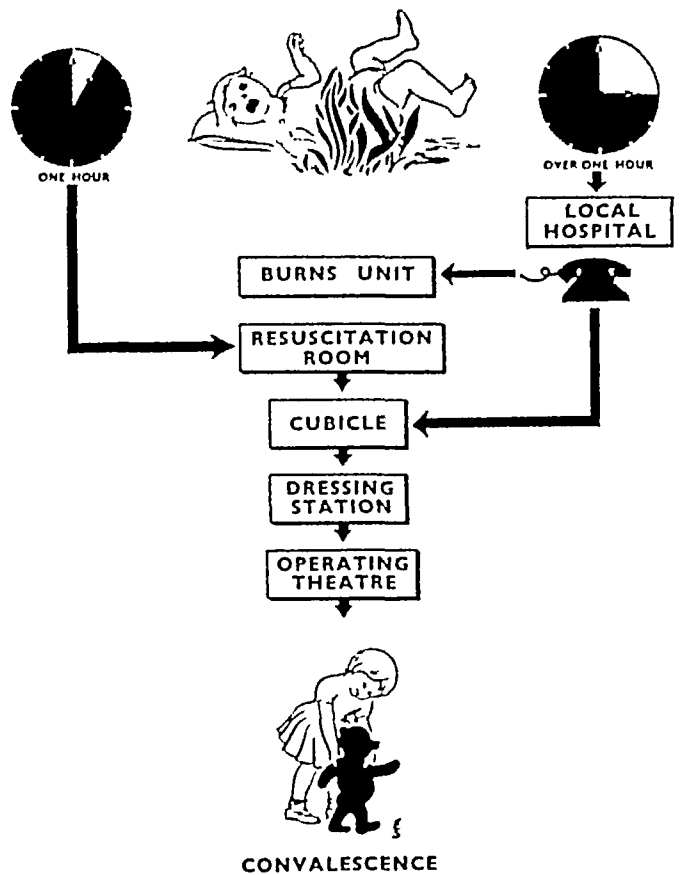 ONE HOUR
OVER ONE HOUR
LOCAL
HOSPITAL
BURNS UNIT
RESUSCITATION
ROOM
CUBICLE
DRESSING
STATION
OPERATING
THEATRE
CONVALESCENCE